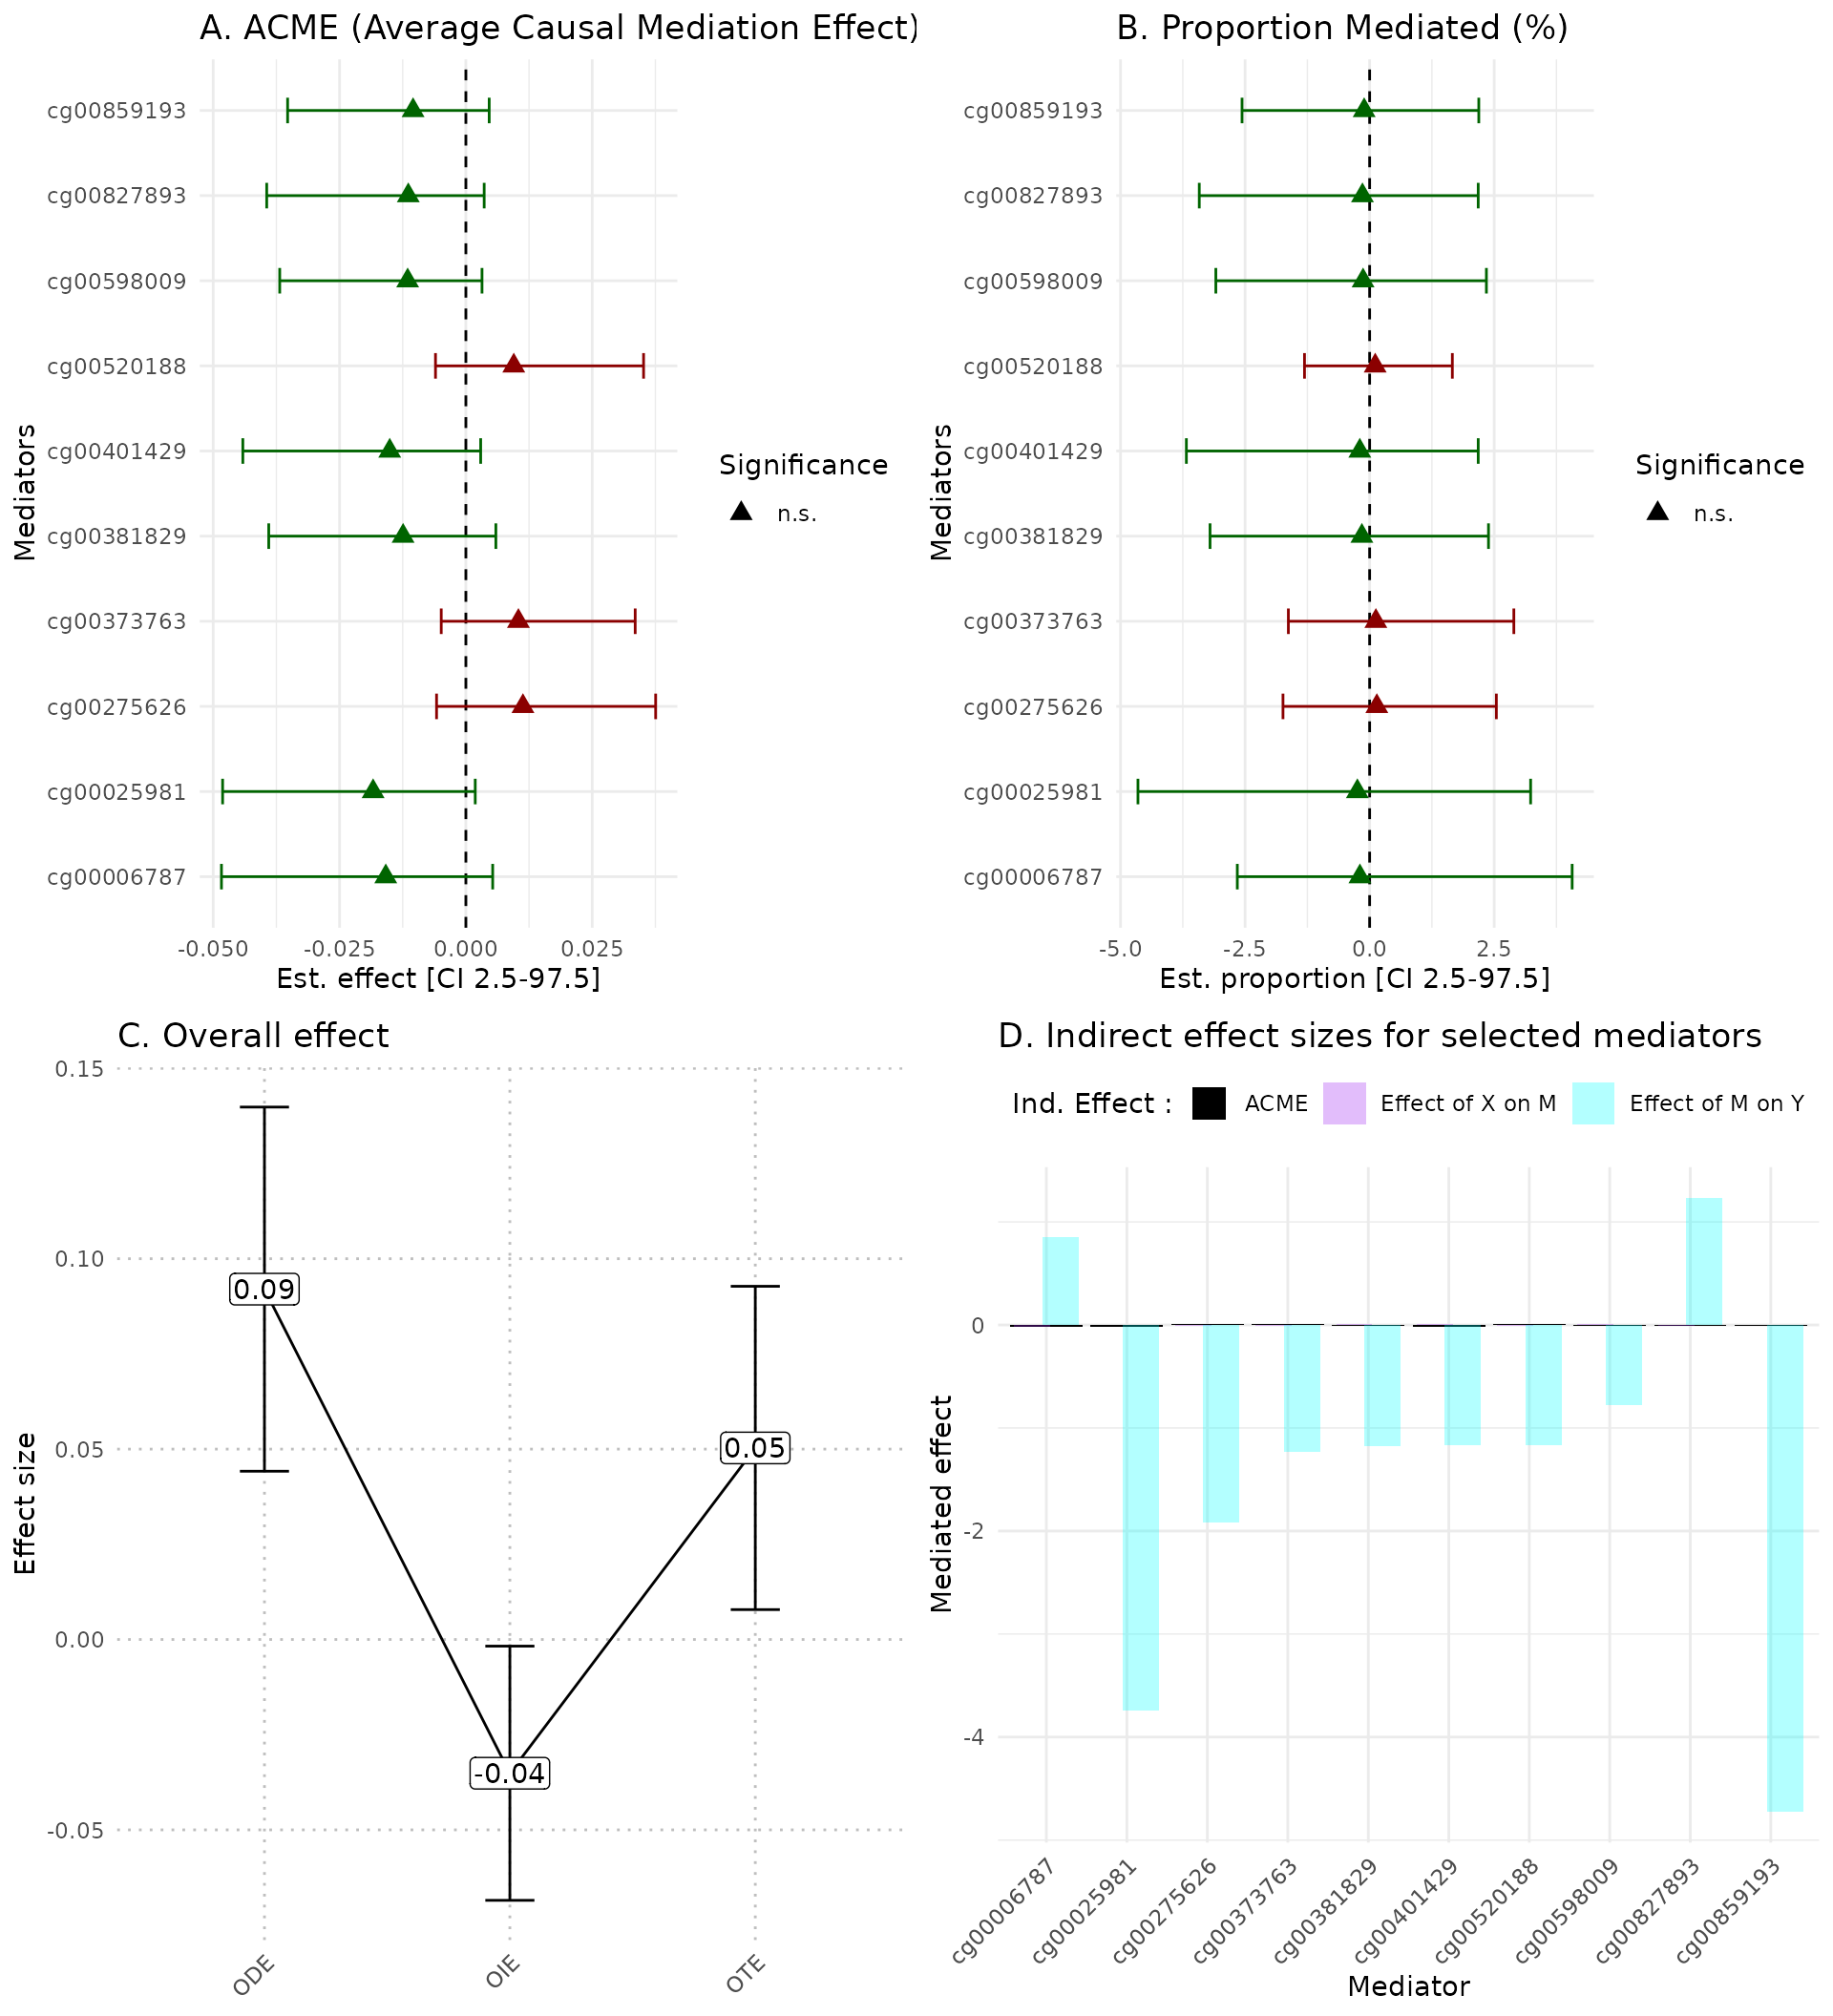 A. ACME (Average Causal Mediation Effect)
cg00859193
cg00827893
cg00598009
cg00520188
cg00401429
cg00381829
cg00373763
cg00275626
cg00025981
cg00006787
Mediators
-0.050
-0.025
0.000
0.025
Est. effect [CI 2.5-97.5]
Significance
n.s.
B. Proportion Mediated (%)
cg00859193
cg00827893
cg00598009
cg00520188
cg00401429
cg00381829
cg00373763
cg00275626
cg00025981
cg00006787
Mediators
-5.0
-2.5
0.0
2.5
Est. proportion [CI 2.5-97.5]
Significance
n.s.
C. Overall effect
0.15
0.10
0.05
0.00
-0.05
Effect size
0.09
-0.04
0.05
ODE
OIE
OTE
D. Indirect effect sizes for selected mediators
Ind. Effect : ACME Effect of X on M Effect of M on Y
0
-2
-4
Mediated effect
cg00006787
cg00025981
cg00275626
cg00373763
cg00381829
cg00401429
cg00520188
cg00598009
cg00827893
cg00859193
Mediator